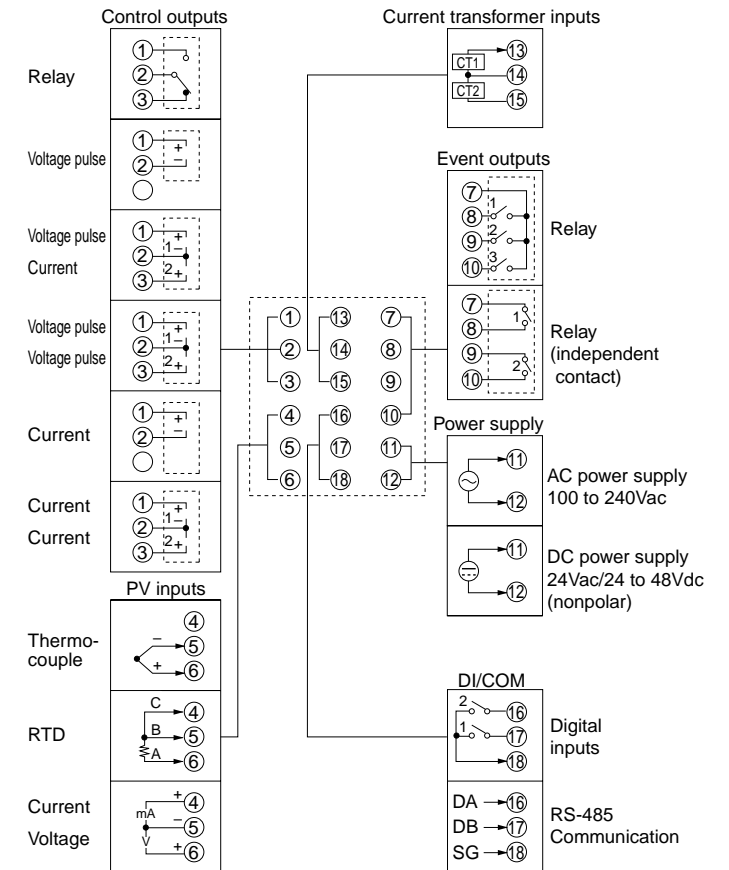 Control outputs
Relay
① ② ③
Voltage pulse
① ②
+
−
Voltage pulse
Current
① ② ③
+
1−
2+
Voltage pulse
Voltage pulse
① ② ③
+
1−
2+
Current
① ②
+
−
Current
Current
① ② ③
+
1−
2+
PV inputs
Thermo-
couple
④
− ⑤
+ ⑥
RTD
C ④
B ⑤
A ⑥
Current
Voltage
+ ④
mA
− ⑤
V
+ ⑥
① ⑬ ⑦
② ⑭ ⑧
③ ⑮ ⑨
④ ⑯ ⑩
⑤ ⑰ ⑪
⑥ ⑱ ⑫
Current transformer inputs
CT1
CT2
⑬
⑭
⑮
Event outputs
⑦
1
⑧
2
⑨
3
⑩
Relay
⑦
⑧ 1
⑨
⑩ 2
Relay
(independent
contact)
Power supply
⑪
⑫
AC power supply
100 to 240Vac
⑪
⑫
DC power supply
24Vac/24 to 48Vdc
(nonpolar)
DI/COM
2 ⑯
1 ⑰
⑱
Digital
inputs
DA ⑯
DB ⑰
SG ⑱
RS-485
Communication